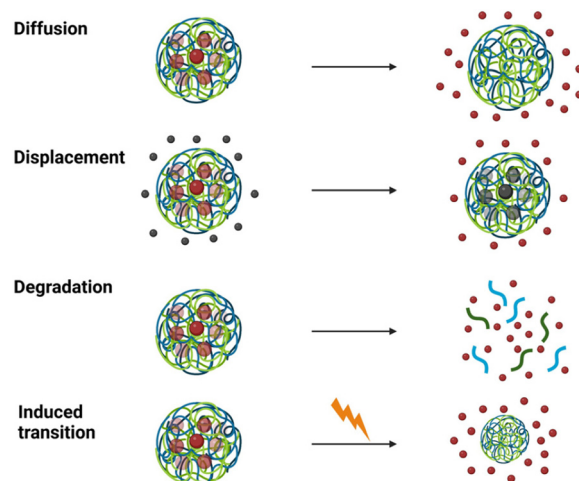 Diffusion
Displacement
Degradation
Induced
transition